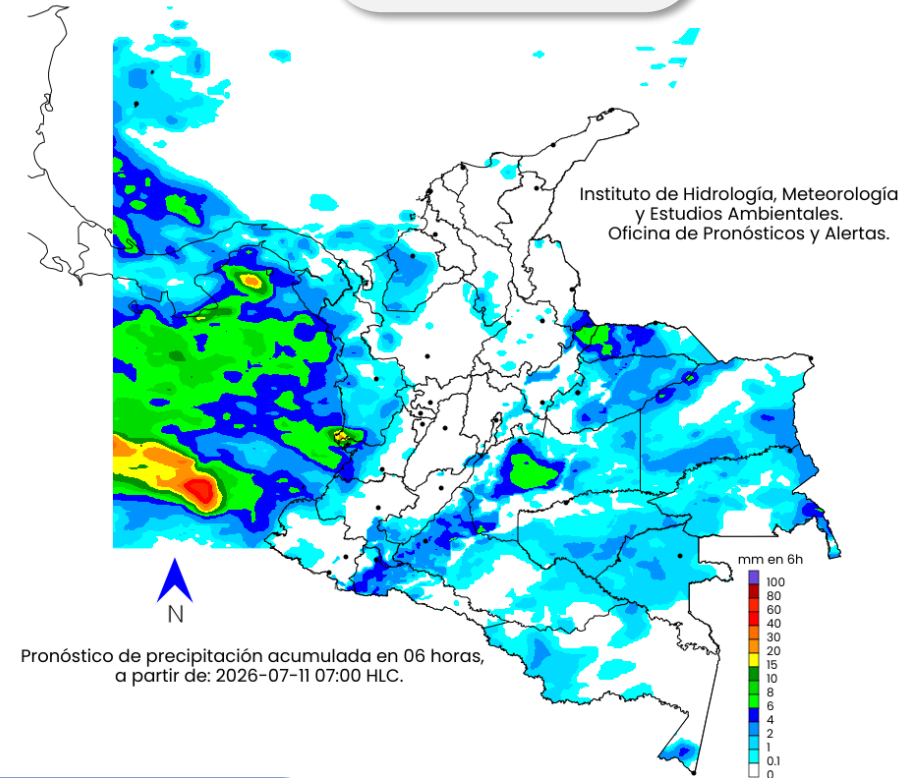 Instituto de Hidrología, Meteorología
y Estudios Ambientales.
Oficina de Pronósticos y Alertas.
mm en 6h
100
80
60
40
30
20
15
10
8
6
4
2
1
0.1
0
N
Pronóstico de precipitación acumulada en 06 horas,
a partir de: 2026-07-11 07:00 HLC.